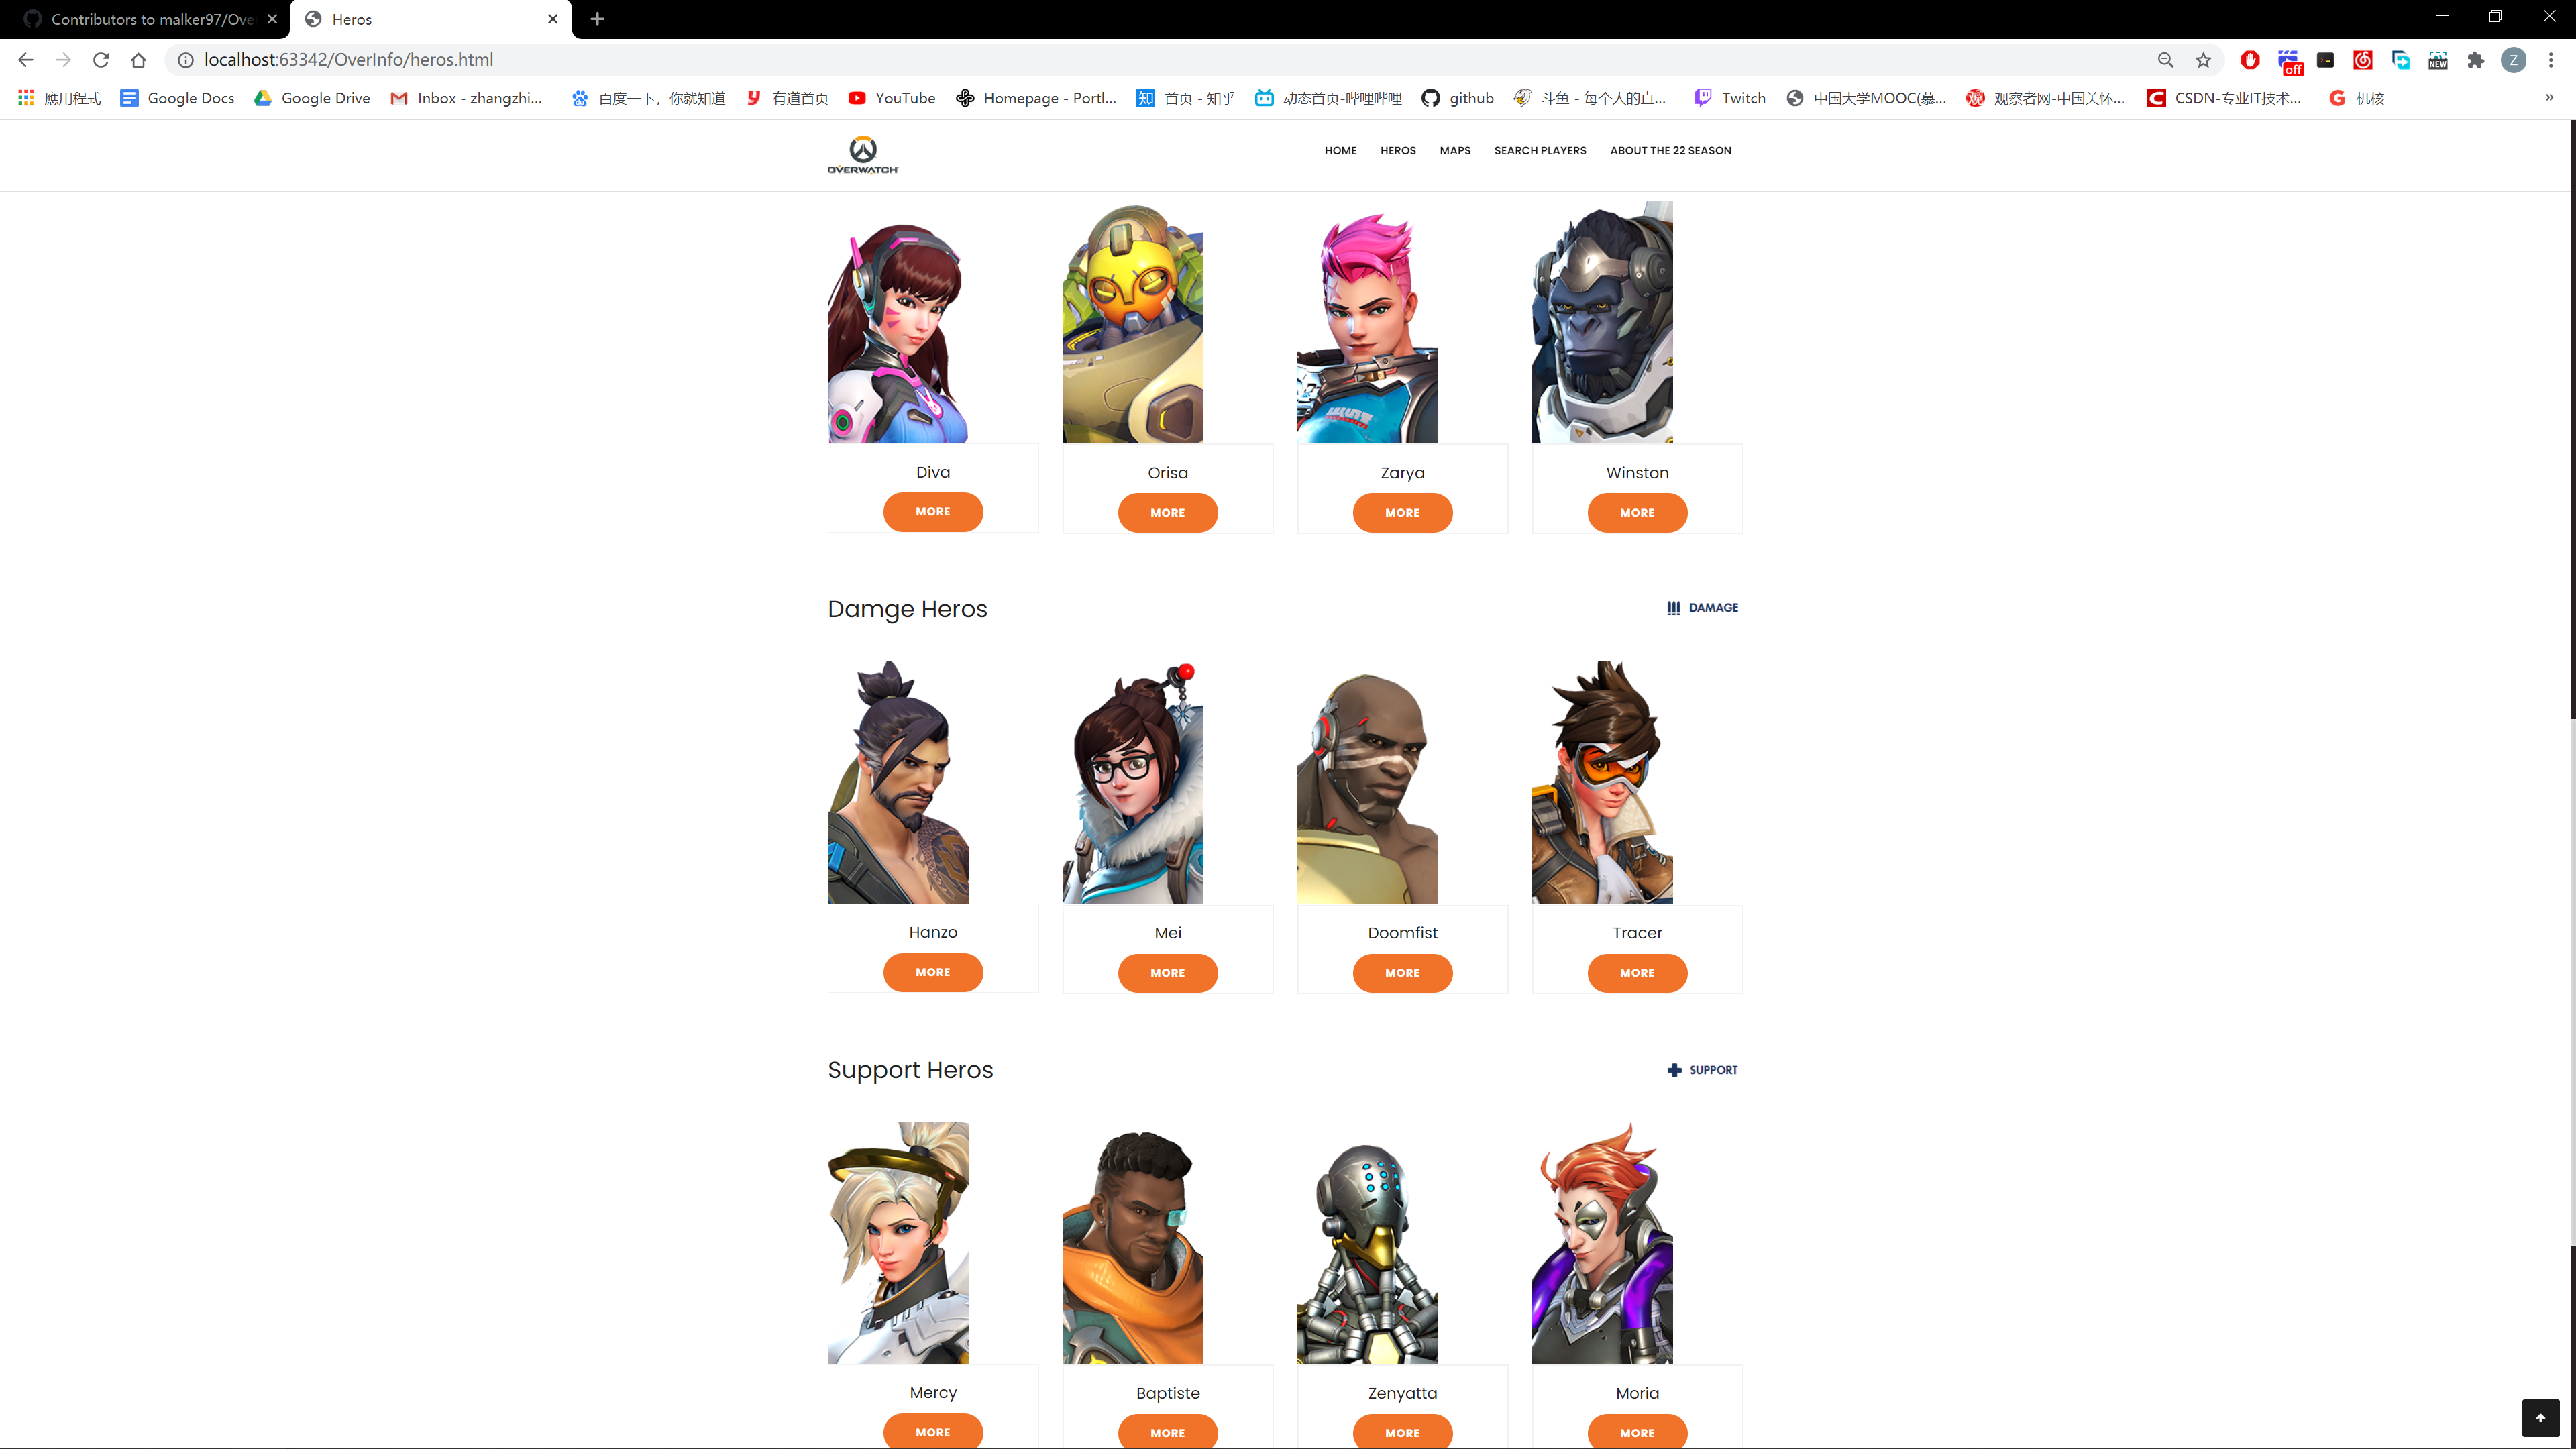 Contributors to malker97/Ove
Heros
localhost:63342/OverInfo/heros.html
off
NEW
Z
應用程式 Google Docs Google Drive Inbox - zhangzhi... 百度一下，你就知道 有道首页 YouTube Homepage - Portl... 知 首页 - 知乎 动态首页-哔哩哔哩 github 斗鱼 - 每个人的直... Twitch 中国大学MOOC(慕... 观察者网-中国关怀... CSDN-专业IT技术... 机核 »
OVERWATCH
HOME HEROS MAPS SEARCH PLAYERS ABOUT THE 22 SEASON
Diva Orisa Zarya Winston
MORE MORE MORE MORE
Damge Heros DAMAGE
Hanzo Mei Doomfist Tracer
MORE MORE MORE MORE
Support Heros SUPPORT
Mercy Baptiste Zenyatta Moria
MORE MORE MORE MORE